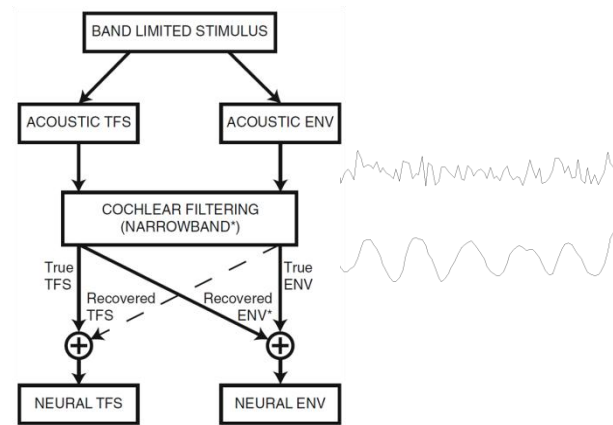 BAND LIMITED STIMULUS
ACOUSTIC TFS
ACOUSTIC ENV
COCHLEAR FILTERING
(NARROWBAND*)
True
TFS
Recovered
TFS
Recovered
ENV*
True
ENV
+
+
NEURAL TFS
NEURAL ENV